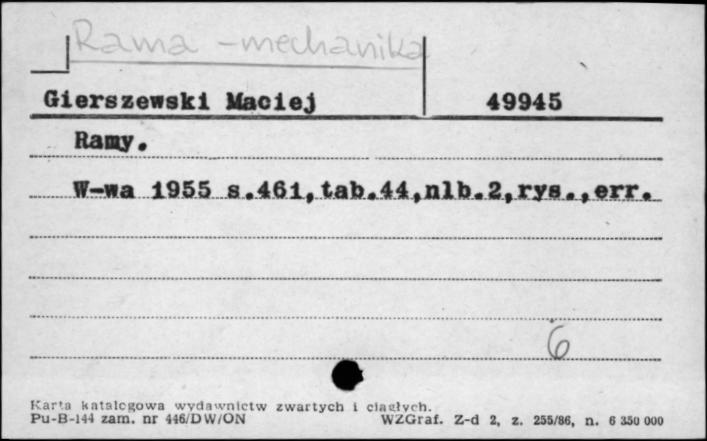 Rama - mechanika
Gierszewski Maciej 49945
Ramy.
W-wa 1955 s.461,tab.44,nlb.2,rys.,err.
6
Karta katalogowa wydawnictw zwartych i ciągłych.
Pu-B-144 zam. nr 446/DW/ON WZGraf. Z-d 2, z. 255/86, n. 6 350 000